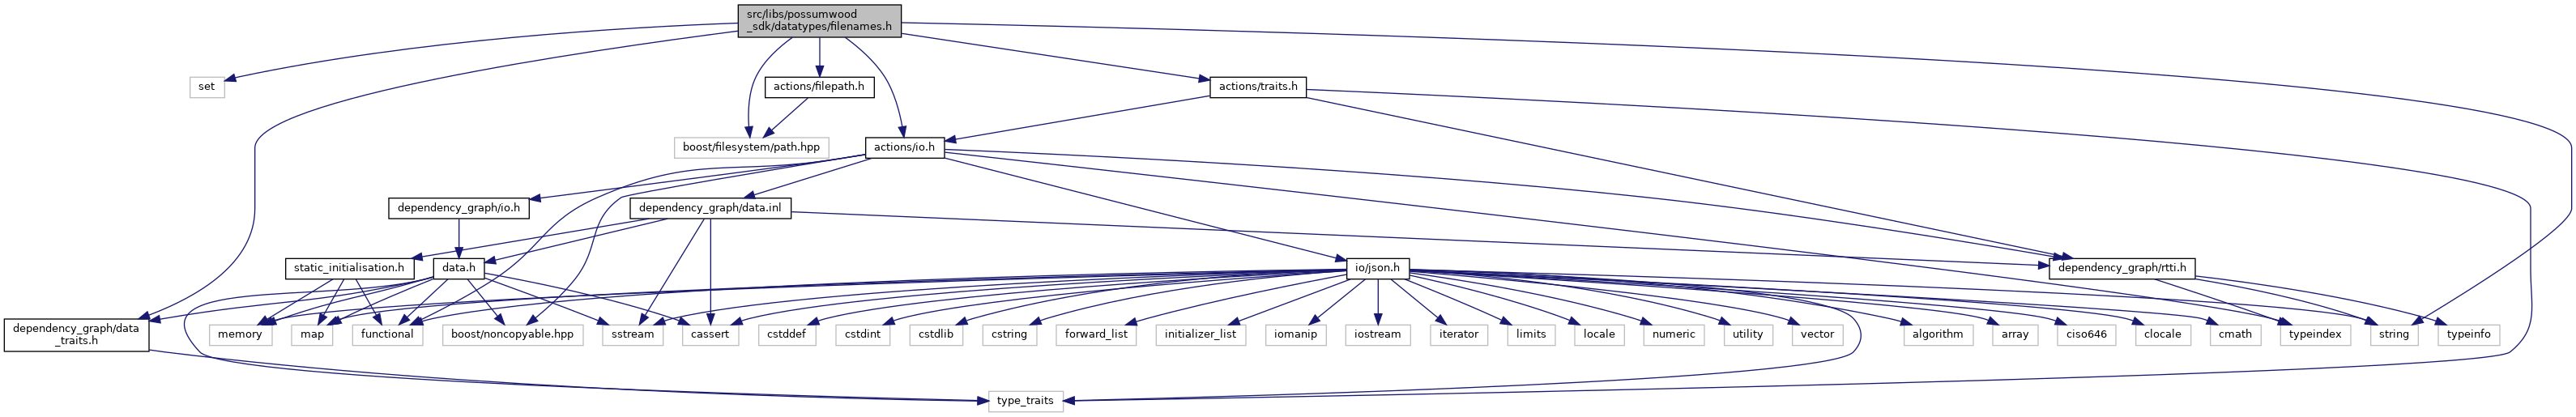 src/libs/possumwood
_sdk/datatypes/filenames.h
set
actions/filepath.h
actions/traits.h
boost/filesystem/path.hpp
actions/io.h
dependency_graph/io.h
dependency_graph/data.inl
static_initialisation.h
data.h
io/json.h
dependency_graph/rtti.h
dependency_graph/data
_traits.h
memory
map
functional
boost/noncopyable.hpp
sstream
cassert
cstddef
cstdint
cstdlib
cstring
forward_list
initializer_list
iomanip
iostream
iterator
limits
locale
numeric
utility
vector
algorithm
array
ciso646
clocale
cmath
typeindex
string
typeinfo
type_traits